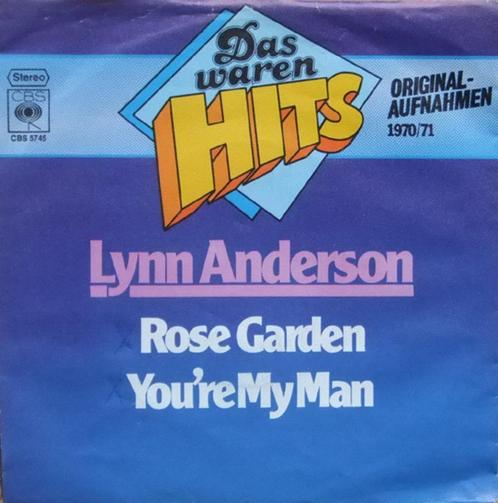 Das
waren
HITS
Stereo
CBS
CBS 5745
ORIGINAL-
AUFNAHMEN
1970/71
Lynn Anderson
Rose Garden
You're My Man